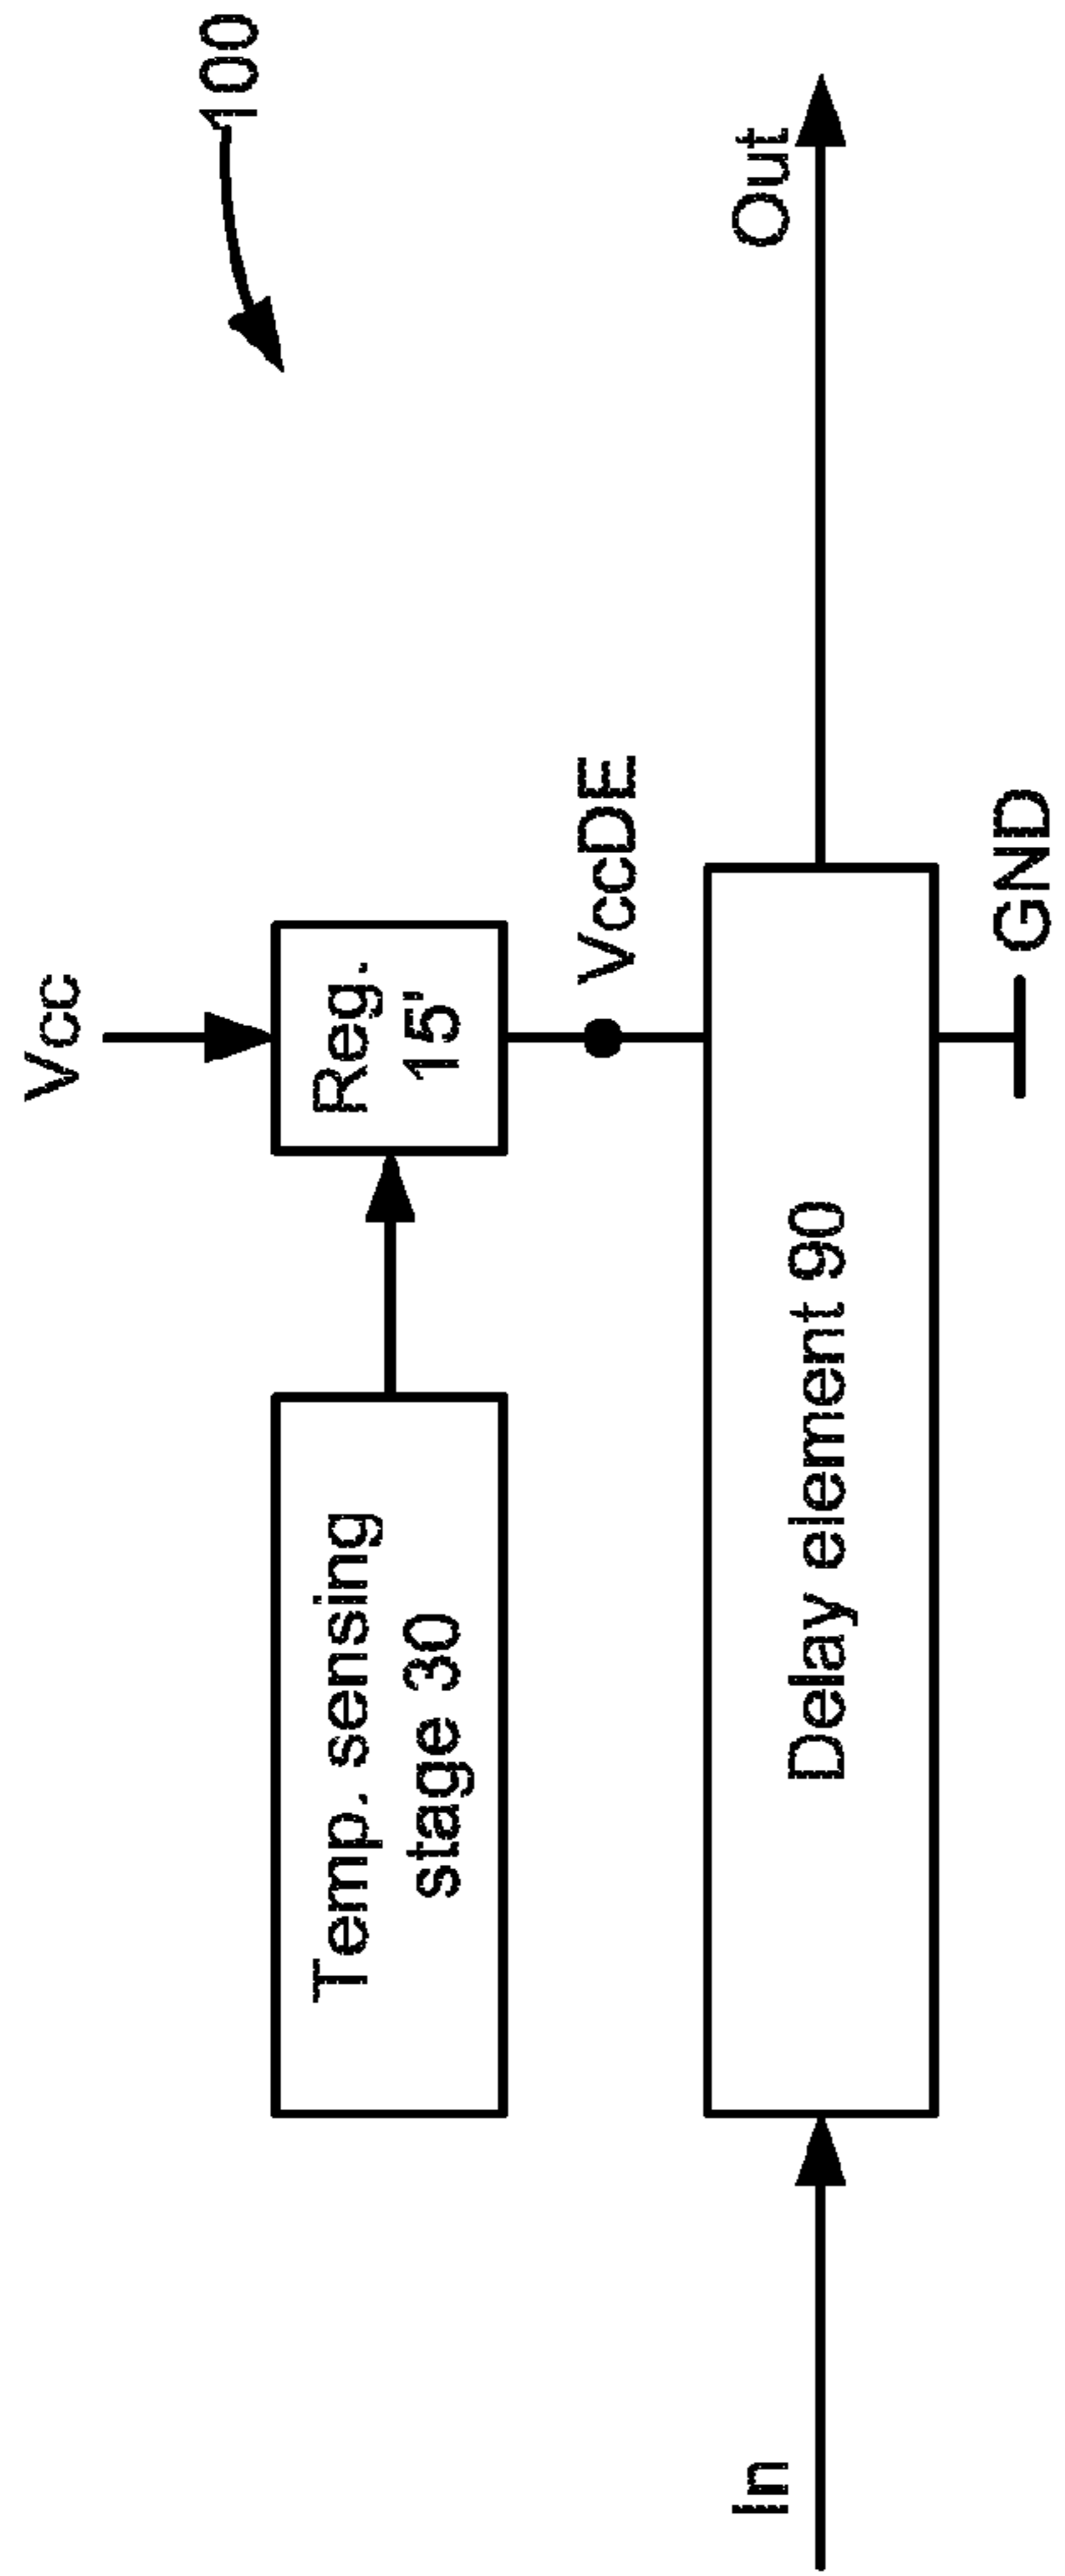 100
Vcc
Temp. sensing
stage 30
Reg.
15'
VccDE
In
Delay element 90
Out
GND